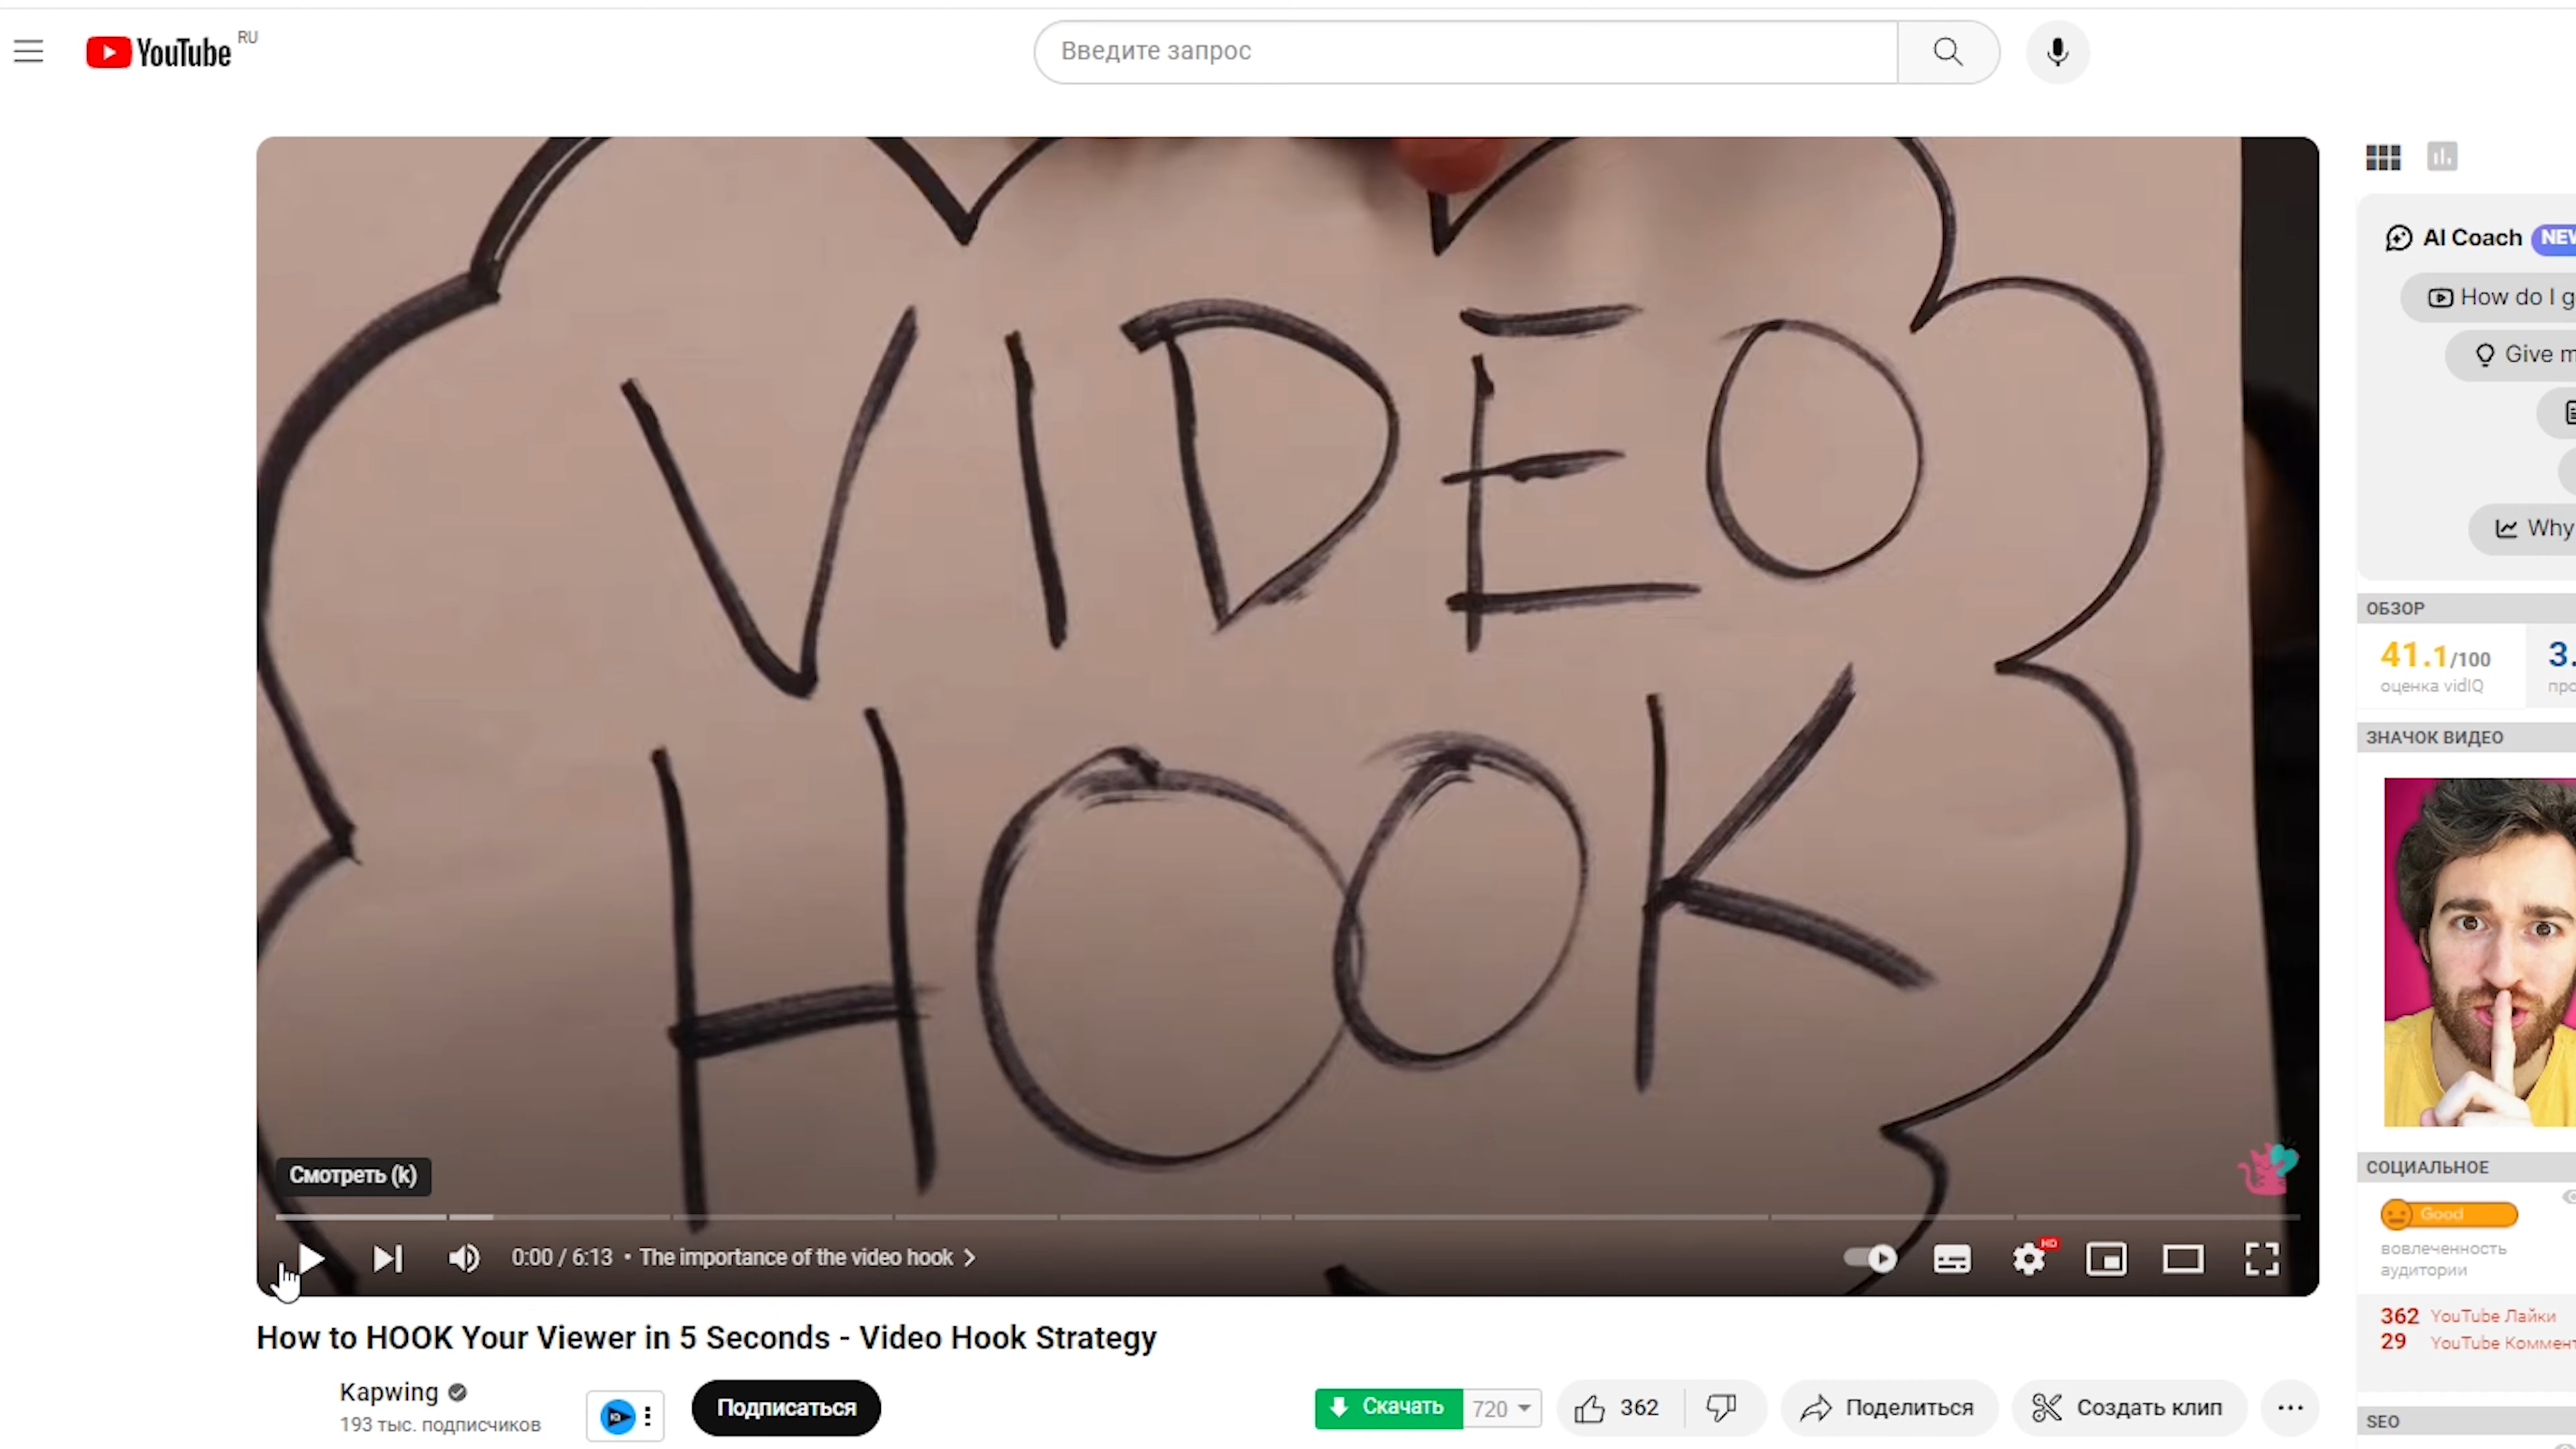 YouTube RU
Введите запрос
VIDEO
HOOK
Смотреть (k)
0:00 / 6:13 • The importance of the video hook
HD
How to HOOK Your Viewer in 5 Seconds - Video Hook Strategy
Kapwing
193 тыс. подписчиков
Подписаться
Скачать
720
362
Поделиться
Создать клип
AI Coach
How do I
Give
Why
ОБЗОР
41.1/100
оценка vidIQ
3.
ЗНАЧОК ВИДЕО
СОЦИАЛЬНОЕ
Good
вовлеченность
аудитории
362 YouTube Лайки
29 YouTube
SEO